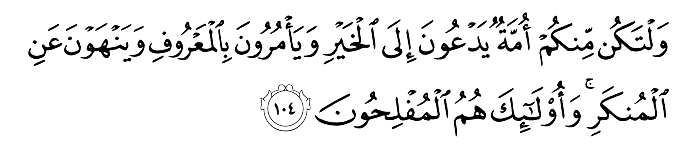 وَلْتَكُن مِّنكُمْ أُمَّةٌ يَدْعُونَ إِلَى ٱلْخَيْرِ وَيَأْمُرُونَ بِٱلْمَعْرُوفِ وَيَنْهَوْنَ عَنِ
ٱلْمُنكَرِ ۚ وَأُو۟لَـٰٓئِكَ هُمُ ٱلْمُفْلِحُونَ ١٠٤